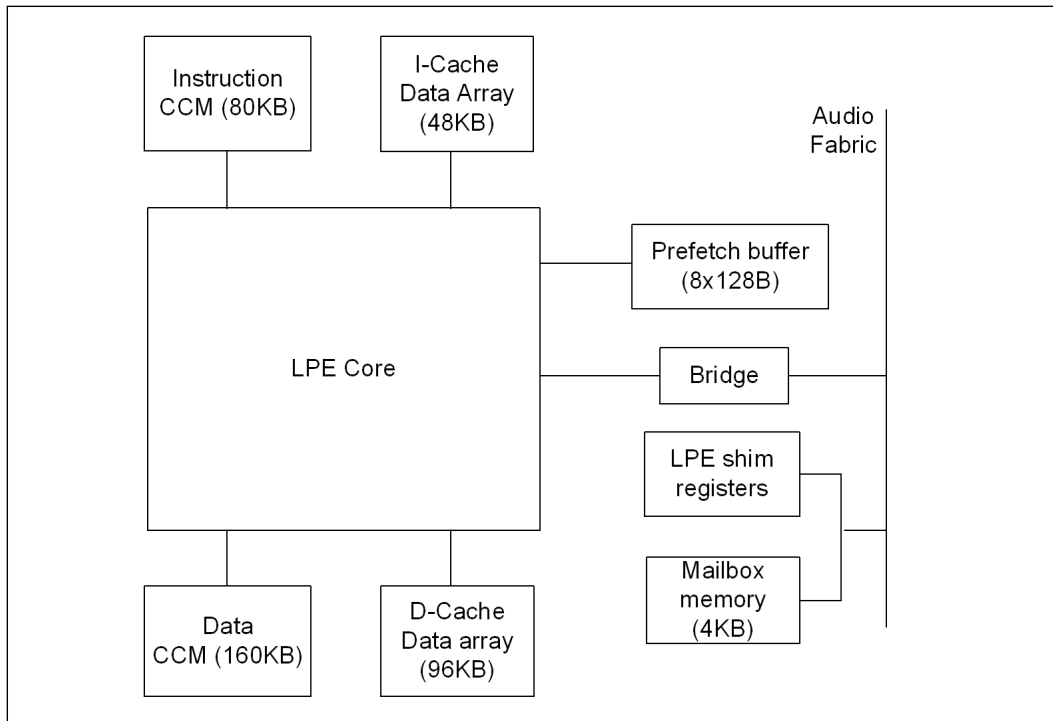 Instruction
CCM (80KB)
I-Cache
Data Array
(48KB)
Audio
Fabric
Prefetch buffer
(8x128B)
LPE Core
Bridge
LPE shim
registers
Mailbox
memory
(4KB)
Data
CCM (160KB)
D-Cache
Data array
(96KB)